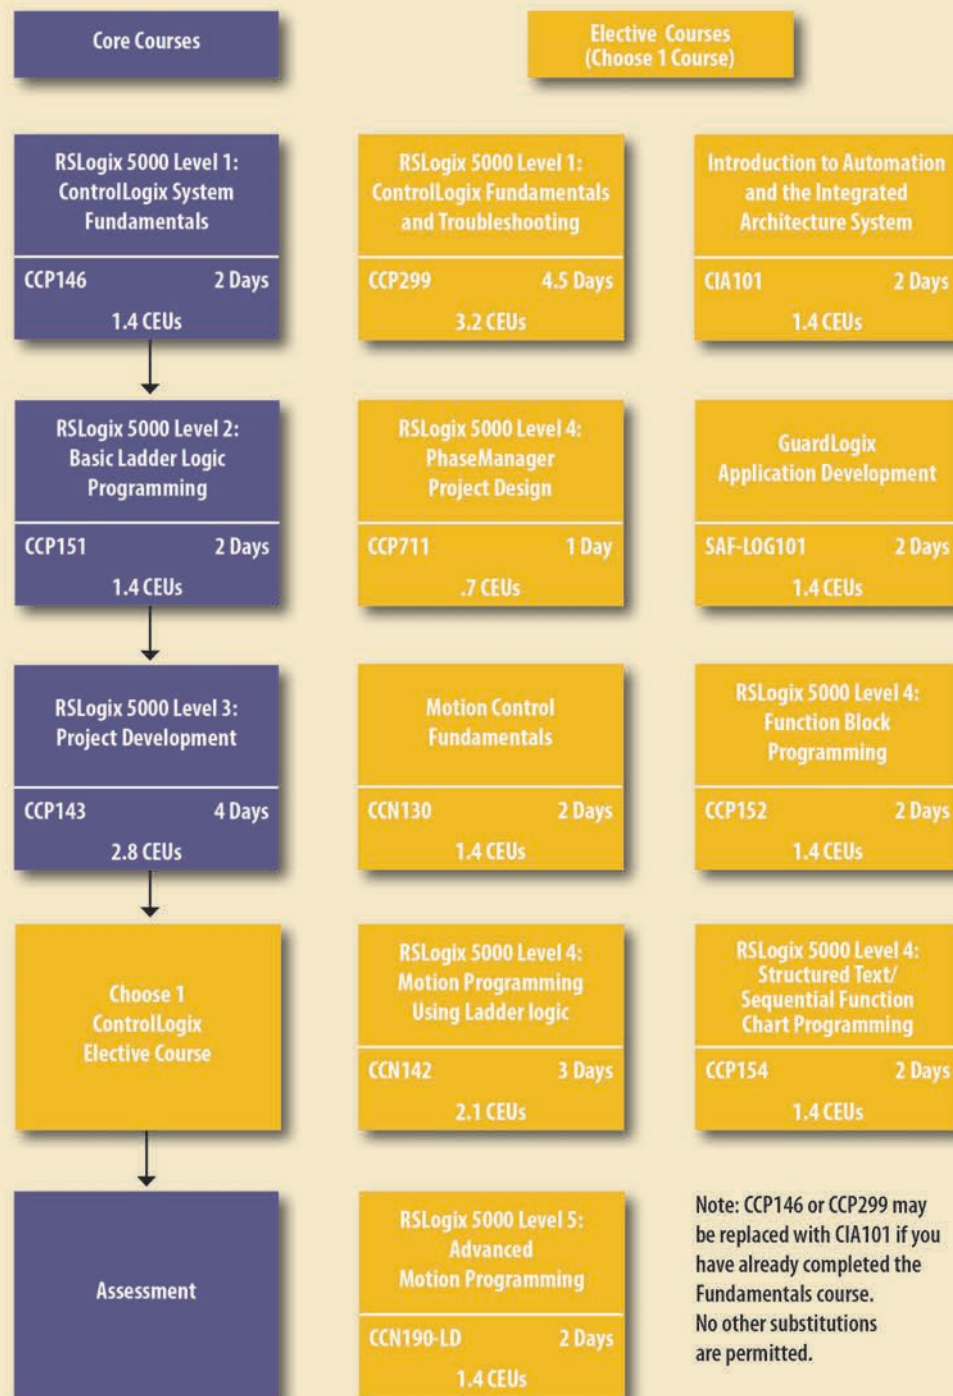 Core Courses
Elective Courses
(Choose 1 Course)
RSLogix 5000 Level 1:
ControlLogix System
Fundamentals
CCP146 2 Days
1.4 CEUs
RSLogix 5000 Level 1:
ControlLogix Fundamentals
and Troubleshooting
CCP299 4.5 Days
3.2 CEUs
Introduction to Automation
and the Integrated
Architecture System
CIA101 2 Days
1.4 CEUs
RSLogix 5000 Level 2:
Basic Ladder Logic
Programming
CCP151 2 Days
1.4 CEUs
RSLogix 5000 Level 4:
PhaseManager
Project Design
CCP711 1 Day
.7 CEUs
GuardLogix
Application Development
SAF-LOG101 2 Days
1.4 CEUs
RSLogix 5000 Level 3:
Project Development
CCP143 4 Days
2.8 CEUs
Motion Control
Fundamentals
CCN130 2 Days
1.4 CEUs
RSLogix 5000 Level 4:
Function Block
Programming
CCP152 2 Days
1.4 CEUs
Choose 1
ControlLogix
Elective Course
RSLogix 5000 Level 4:
Motion Programming
Using Ladder logic
CCN142 3 Days
2.1 CEUs
RSLogix 5000 Level 4:
Structured Text/
Sequential Function
Chart Programming
CCP154 2 Days
1.4 CEUs
Assessment
RSLogix 5000 Level 5:
Advanced
Motion Programming
CCN190-LD 2 Days
1.4 CEUs
Note: CCP146 or CCP299 may
be replaced with CIA101 if you
have already completed the
Fundamentals course.
No other substitutions
are permitted.